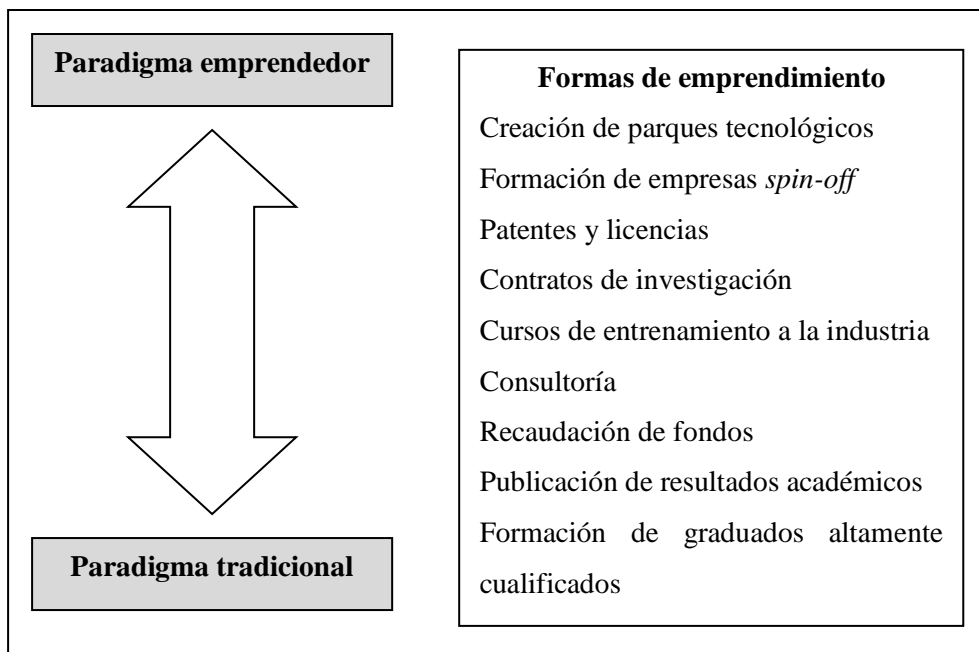 Paradigma emprendedor
Paradigma tradicional
Formas de emprendimiento
Creación de parques tecnológicos
Formación de empresas spin-off
Patentes y licencias
Contratos de investigación
Cursos de entrenamiento a la industria
Consultoría
Recaudación de fondos
Publicación de resultados académicos
Formación de graduados altamente
cualificados